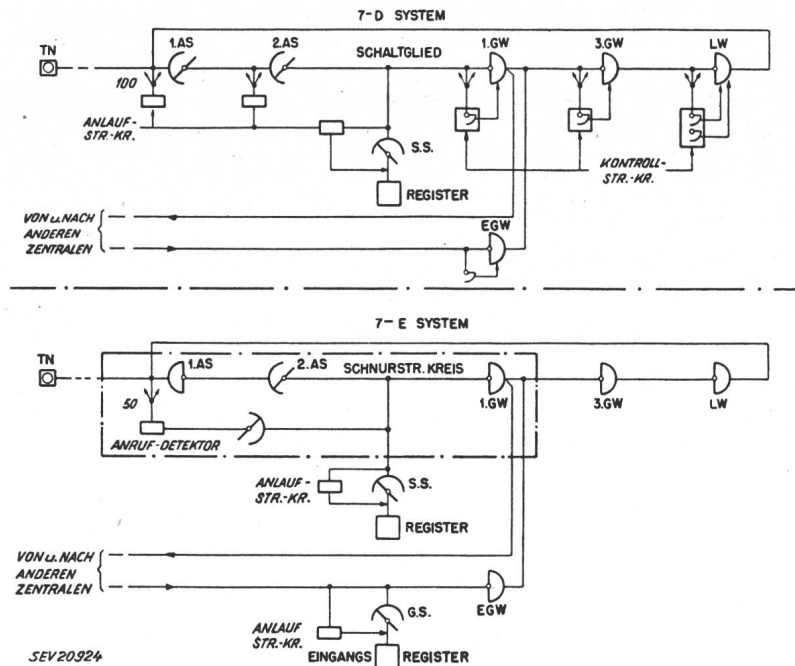 7-D SYSTEM
TN
1.AS
2.AS
SCHALTGLIED
1.GW
3.GW
LW
100
ANLAUF-
STR.-KR.
S.S.
REGISTER
KONTROLL-
STR.-KR.
VON u. NACH
ANDEREN
ZENTRALEN
EGW
7-E SYSTEM
TN
1.AS
2.AS
SCHNURSTR. KREIS
1.GW
3.GW
LW
50
ANRUF-DETEKTOR
ANLAUF-
STR.-KR.
S.S.
REGISTER
VON u. NACH
ANDEREN
ZENTRALEN
EGW
G.S.
ANLAUF
STR.-KR.
EINGANGS REGISTER
SEV20924